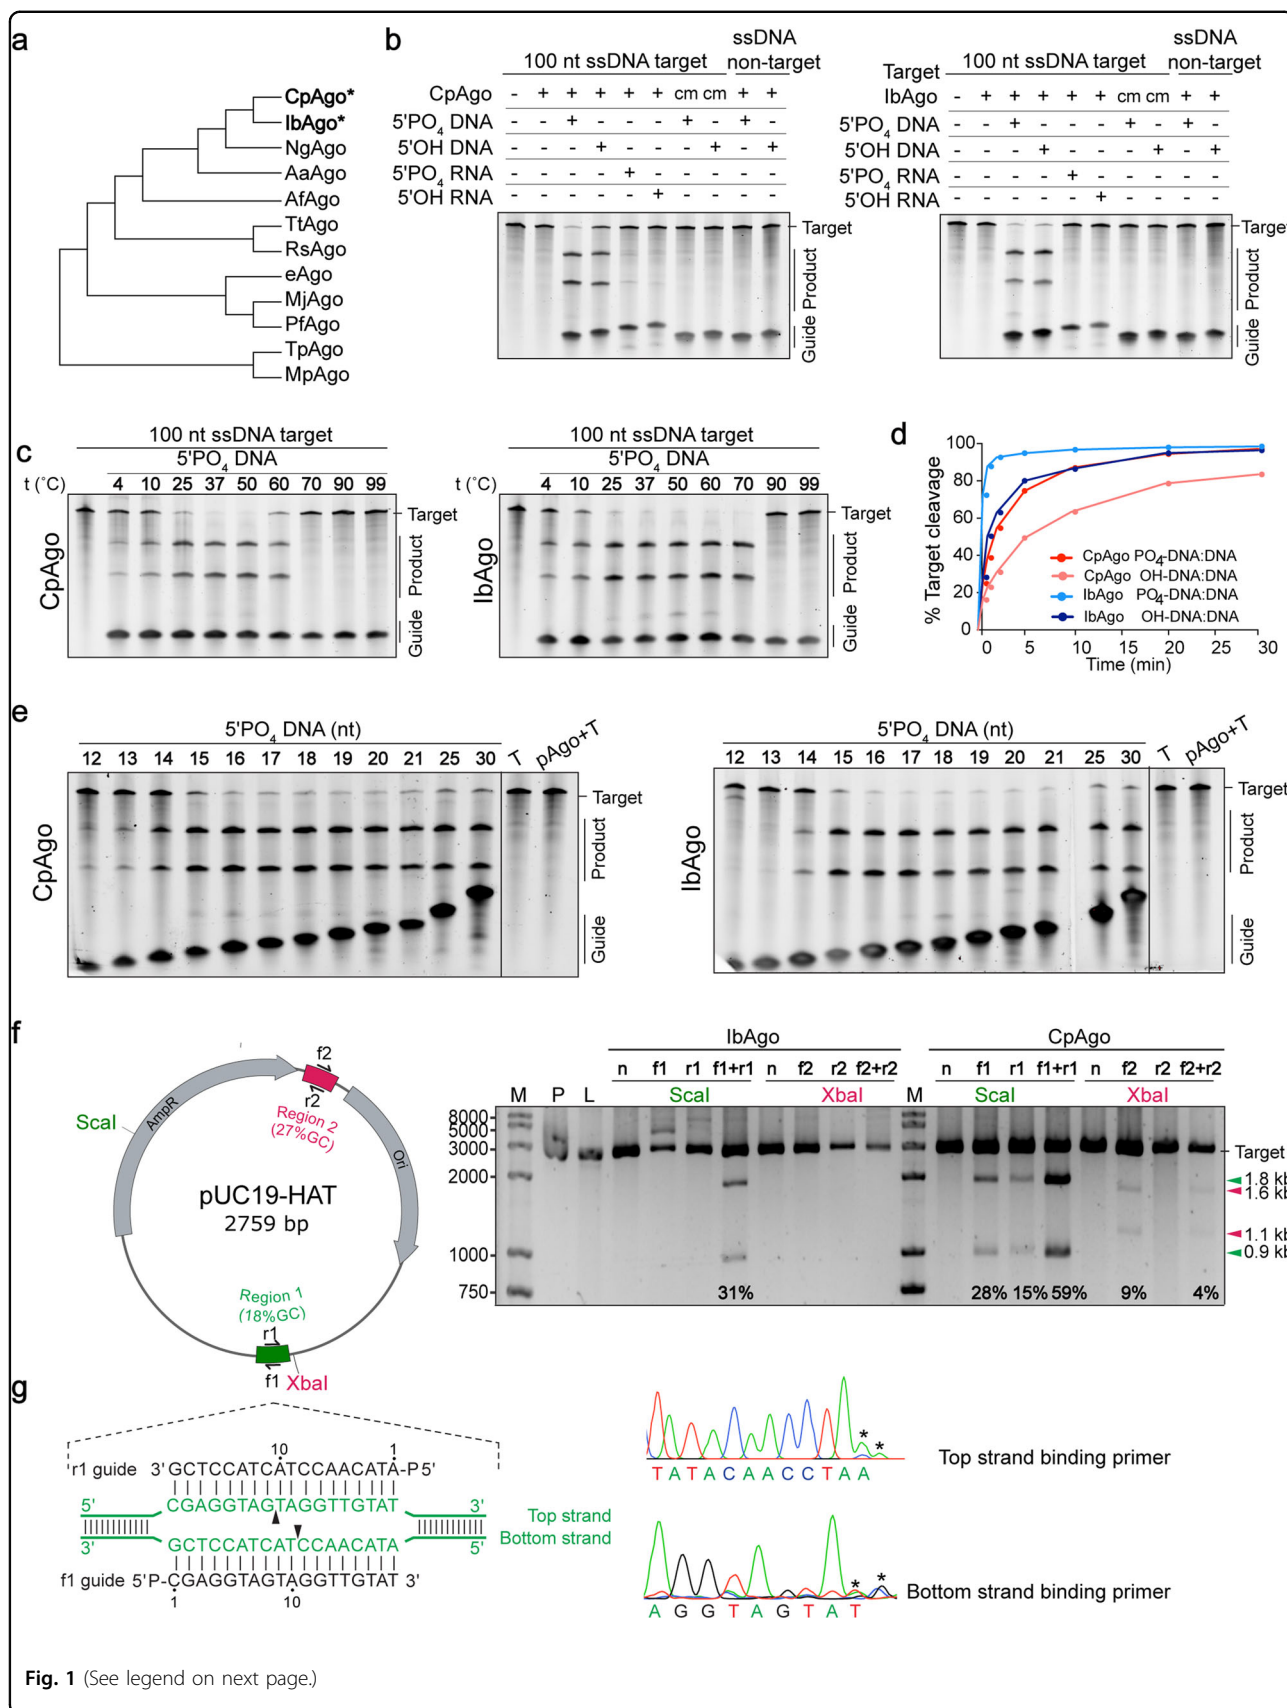 a
CpAgo*
IbAgo*
NgAgo
AaAgo
AfAgo
TtAgo
RsAgo
eAgo
MjAgo
PfAgo
TpAgo
MpAgo
b
100 nt ssDNA target
ssDNA
non-target
CpAgo - + + + + + cm cm + +
5'PO4 DNA - - + - - - + - + -
5'OH DNA - - - + - - - + - +
5'PO4 RNA - - - - + - - - - -
5'OH RNA - - - - - + - - - -
Target
Product
Guide
Target
100 nt ssDNA target
ssDNA
non-target
IbAgo - + + + + + cm cm + +
5'PO4 DNA - - + - - - + - + -
5'OH DNA - - - + - - - + - +
5'PO4 RNA - - - - + - - - - -
5'OH RNA - - - - - + - - - -
Target
Product
Guide
c
100 nt ssDNA target
5'PO4 DNA
t (°C) 4 10 25 37 50 60 70 90 99
CpAgo
Target
Product
Guide
100 nt ssDNA target
5'PO4 DNA
t (°C) 4 10 25 37 50 60 70 90 99
IbAgo
Target
Product
Guide
d
% Target cleavage
100
80
60
40
20
0
CpAgo PO4-DNA:DNA
CpAgo OH-DNA:DNA
IbAgo PO4-DNA:DNA
IbAgo OH-DNA:DNA
0 5 10 15 20 25 30
Time (min)
e
5'PO4 DNA (nt)
12 13 14 15 16 17 18 19 20 21 25 30 T pAgo+T
CpAgo
Target
Product
Guide
5'PO4 DNA (nt)
12 13 14 15 16 17 18 19 20 21 25 30 T pAgo+T
IbAgo
Target
Product
Guide
f
f2
r2
Region 2
(27%GC)
AmpR
ScaI
Ori
pUC19-HAT
2759 bp
Region 1
(18%GC)
r1
f1
XbaI
IbAgo
CpAgo
n f1 r1 f1+r1 n f2 r2 f2+r2
n f1 r1 f1+r1 n f2 r2 f2+r2
M P L ScaI XbaI M ScaI XbaI
8000
5000
3000
2000
1000
750
Target
1.8 kb
1.6 kb
1.1 kb
0.9 kb
31% 28% 15% 59% 9% 4%
g
10 1
r1 guide 3'GCTCCATCATCCAACATA-P5'
5' CGAGGTAGTAGGTTGTAT 3'
Top strand
Bottom strand
3' GCTCCATCATCCAACATA 5'
f1 guide 5'P-CGAGGTAGTAGGTTGTAT 3'
1 10
* *
TATACAACCTAA
Top strand binding primer
* *
AGGTAGTAT
Bottom strand binding primer
Fig. 1 (See legend on next page.)